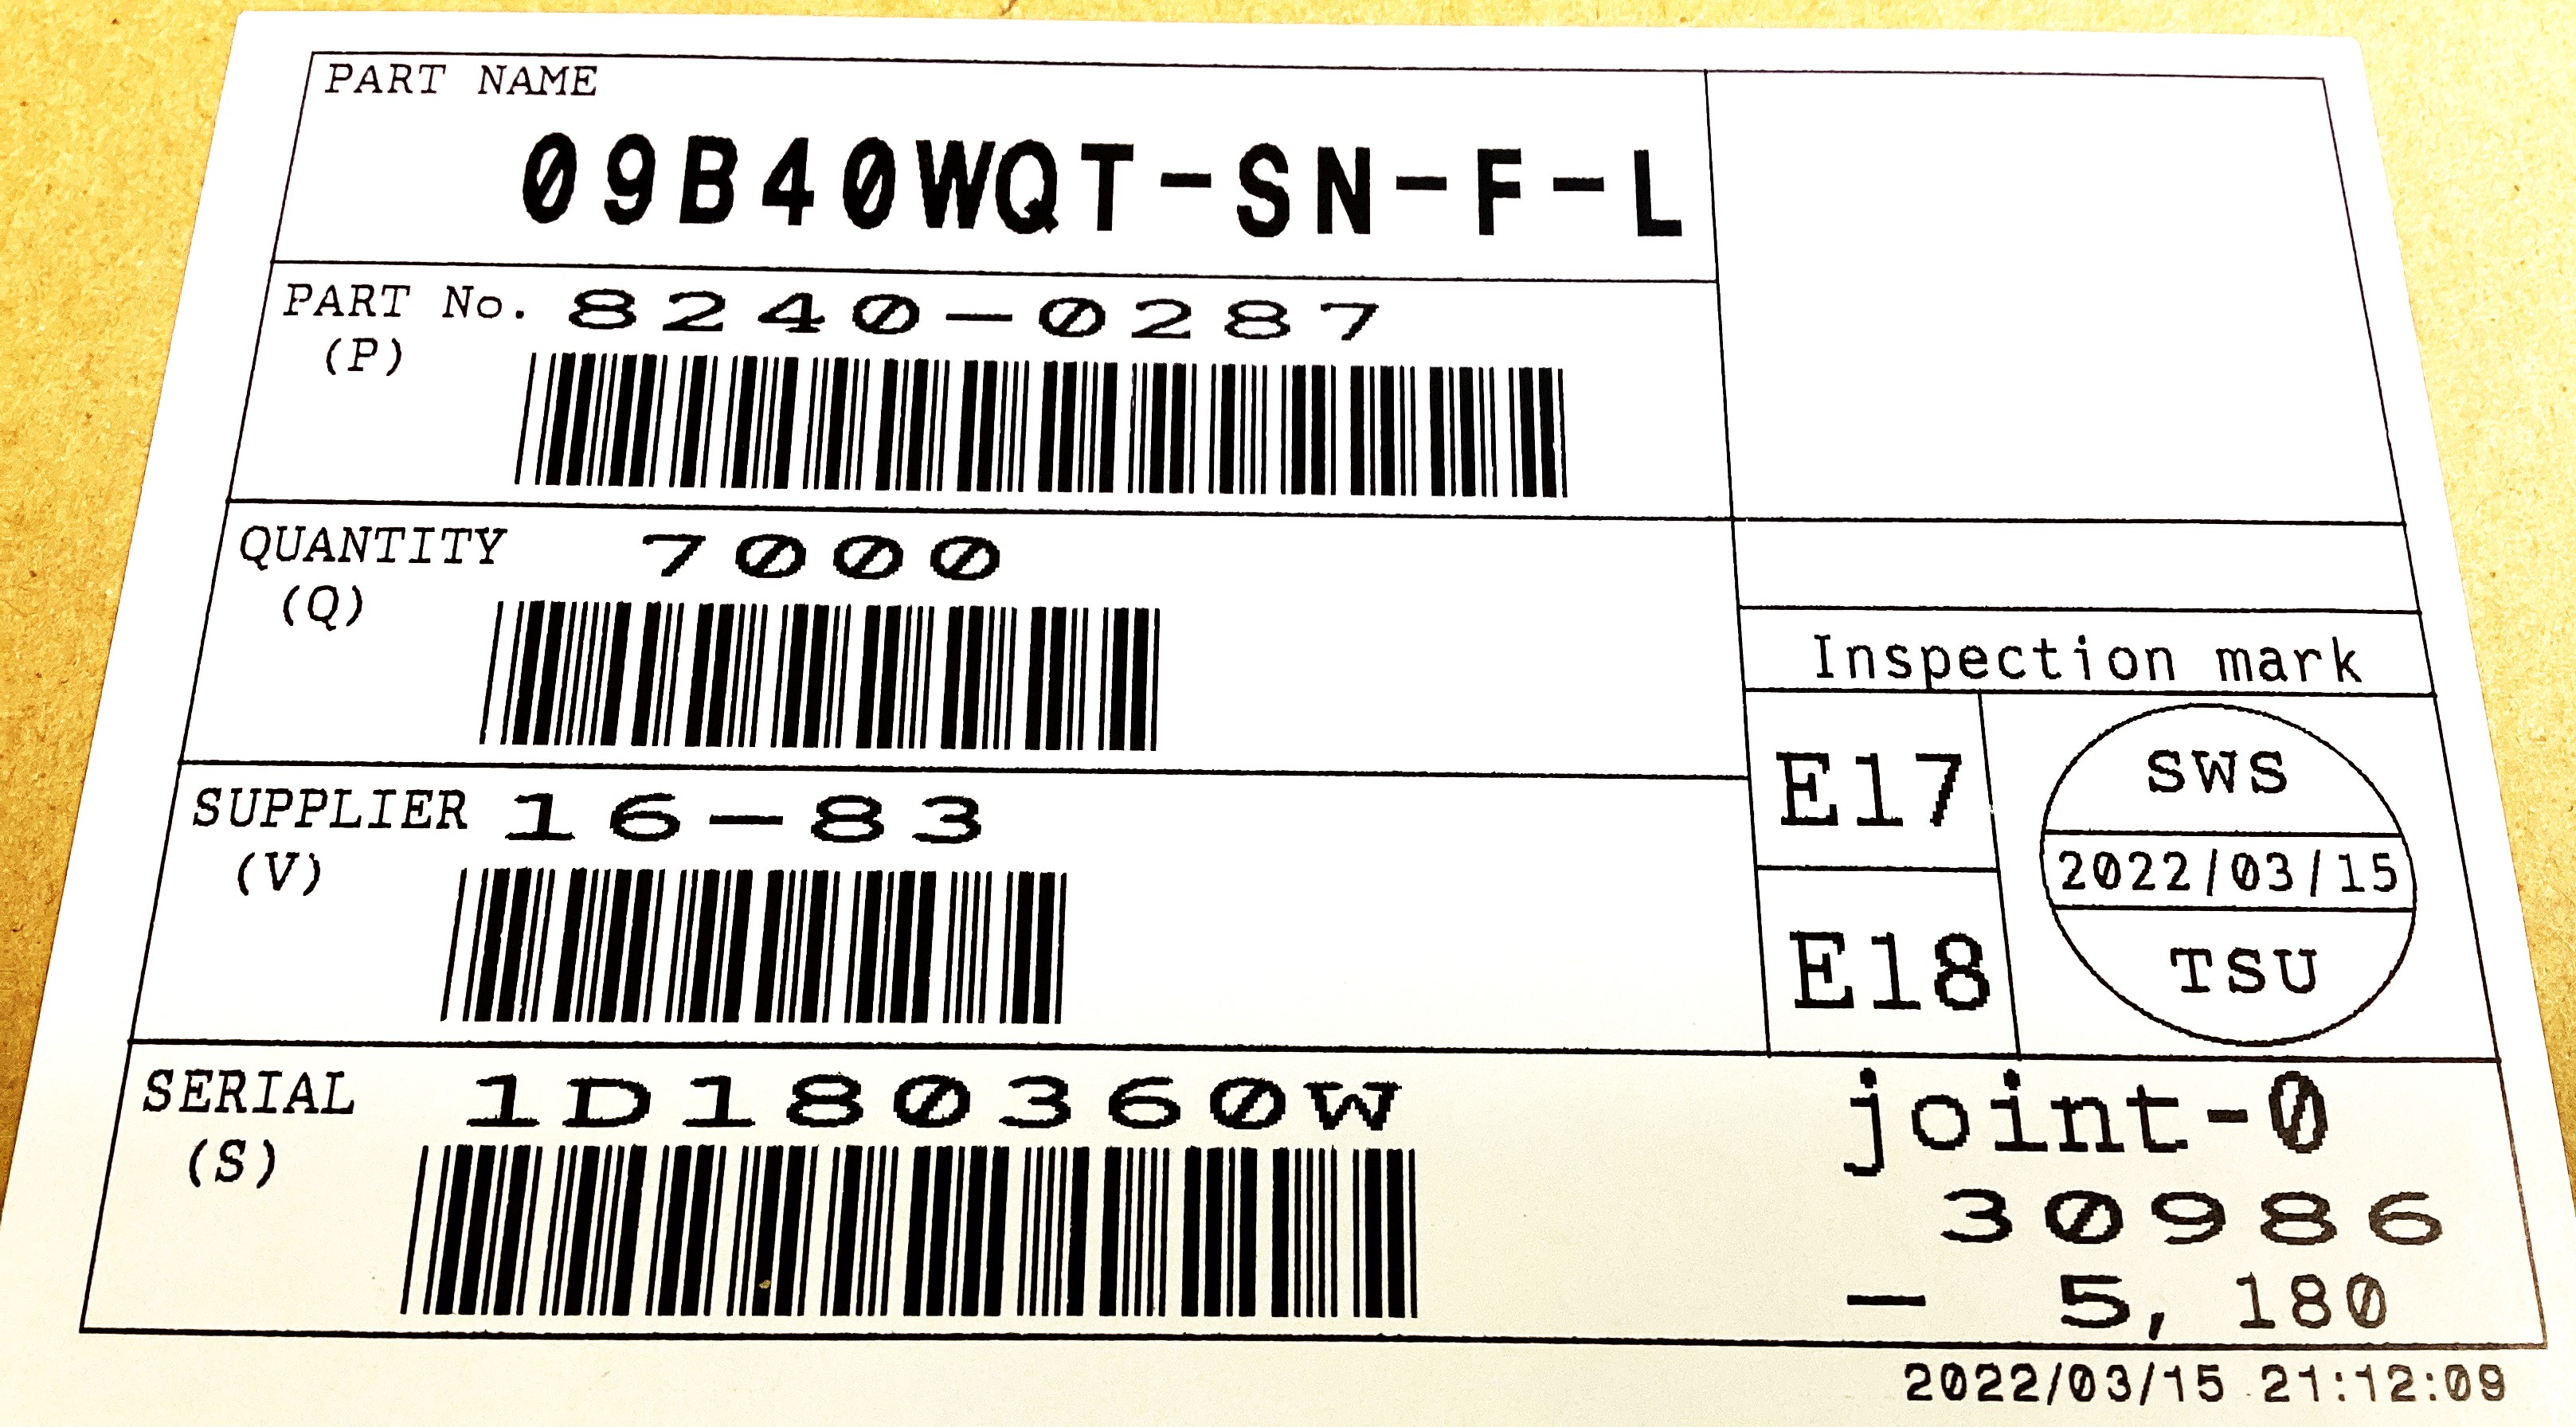 PART NAME
09B40WQT-SN-F-L
PART No. 8240-0287
(P)
QUANTITY 7000
(Q)
Inspection mark
E17
SWS
2022/03/15
TSU
E18
SUPPLIER 16-83
(V)
SERIAL 1D180360W
(S)
joint-0
30986
- 5, 180
2022/03/15 21:12:09